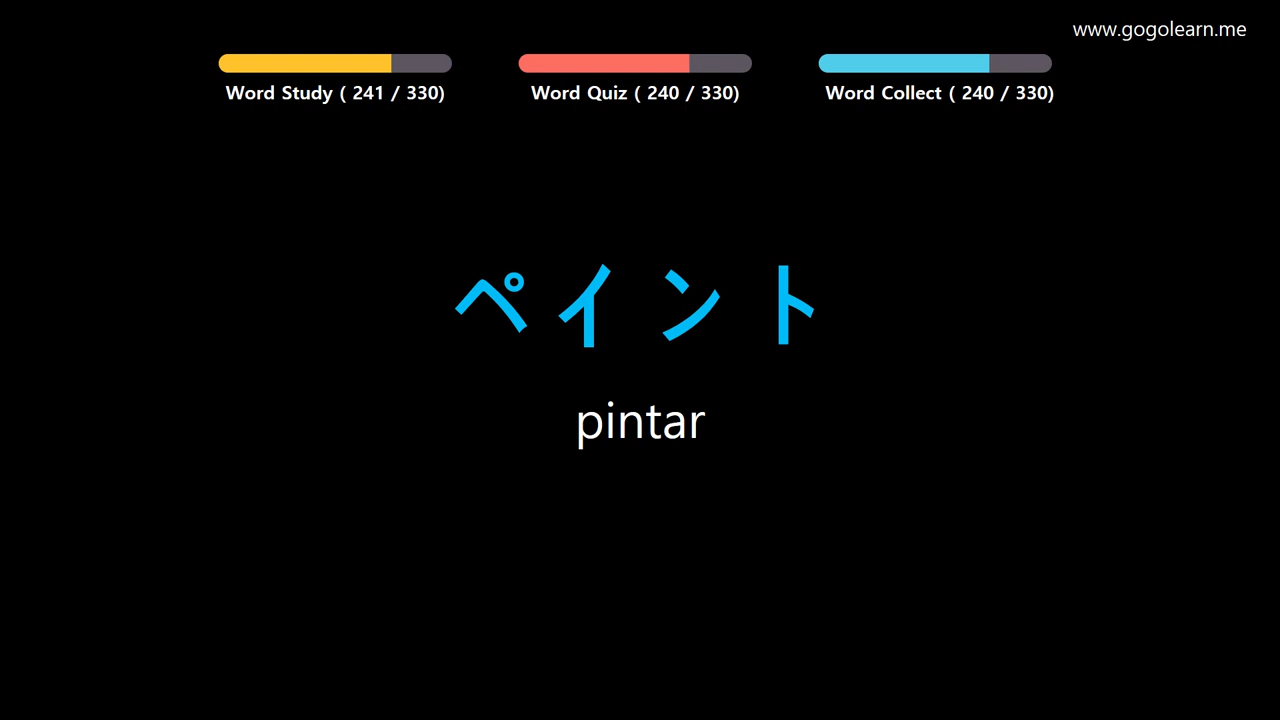 www.gogolearn.me
Word Study ( 241 / 330)
Word Quiz ( 240 / 330)
Word Collect ( 240 / 330)
ペイント
pintar